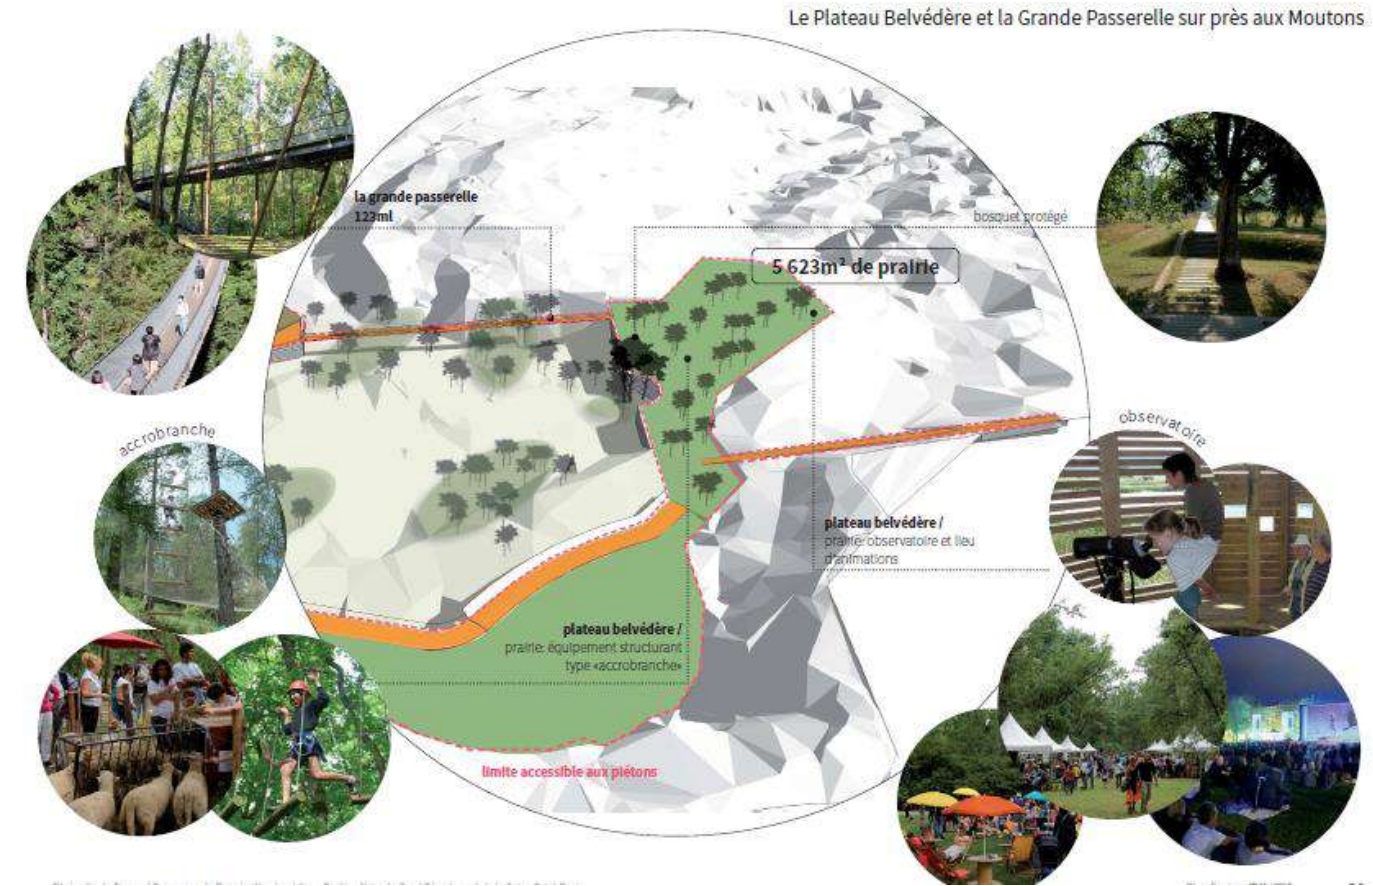 Le Plateau Belvédère et la Grande Passerelle sur près aux Moutons
la grande passerelle
123ml
bosquet protégé
5 623m² de prairie
accrobranche
observatoire
plateau belvédère /
prairie: observatoire et lieu
d'animations
plateau belvédère /
prairie: équipement structurant
type «accrobranche»
limite accessible aux piétons